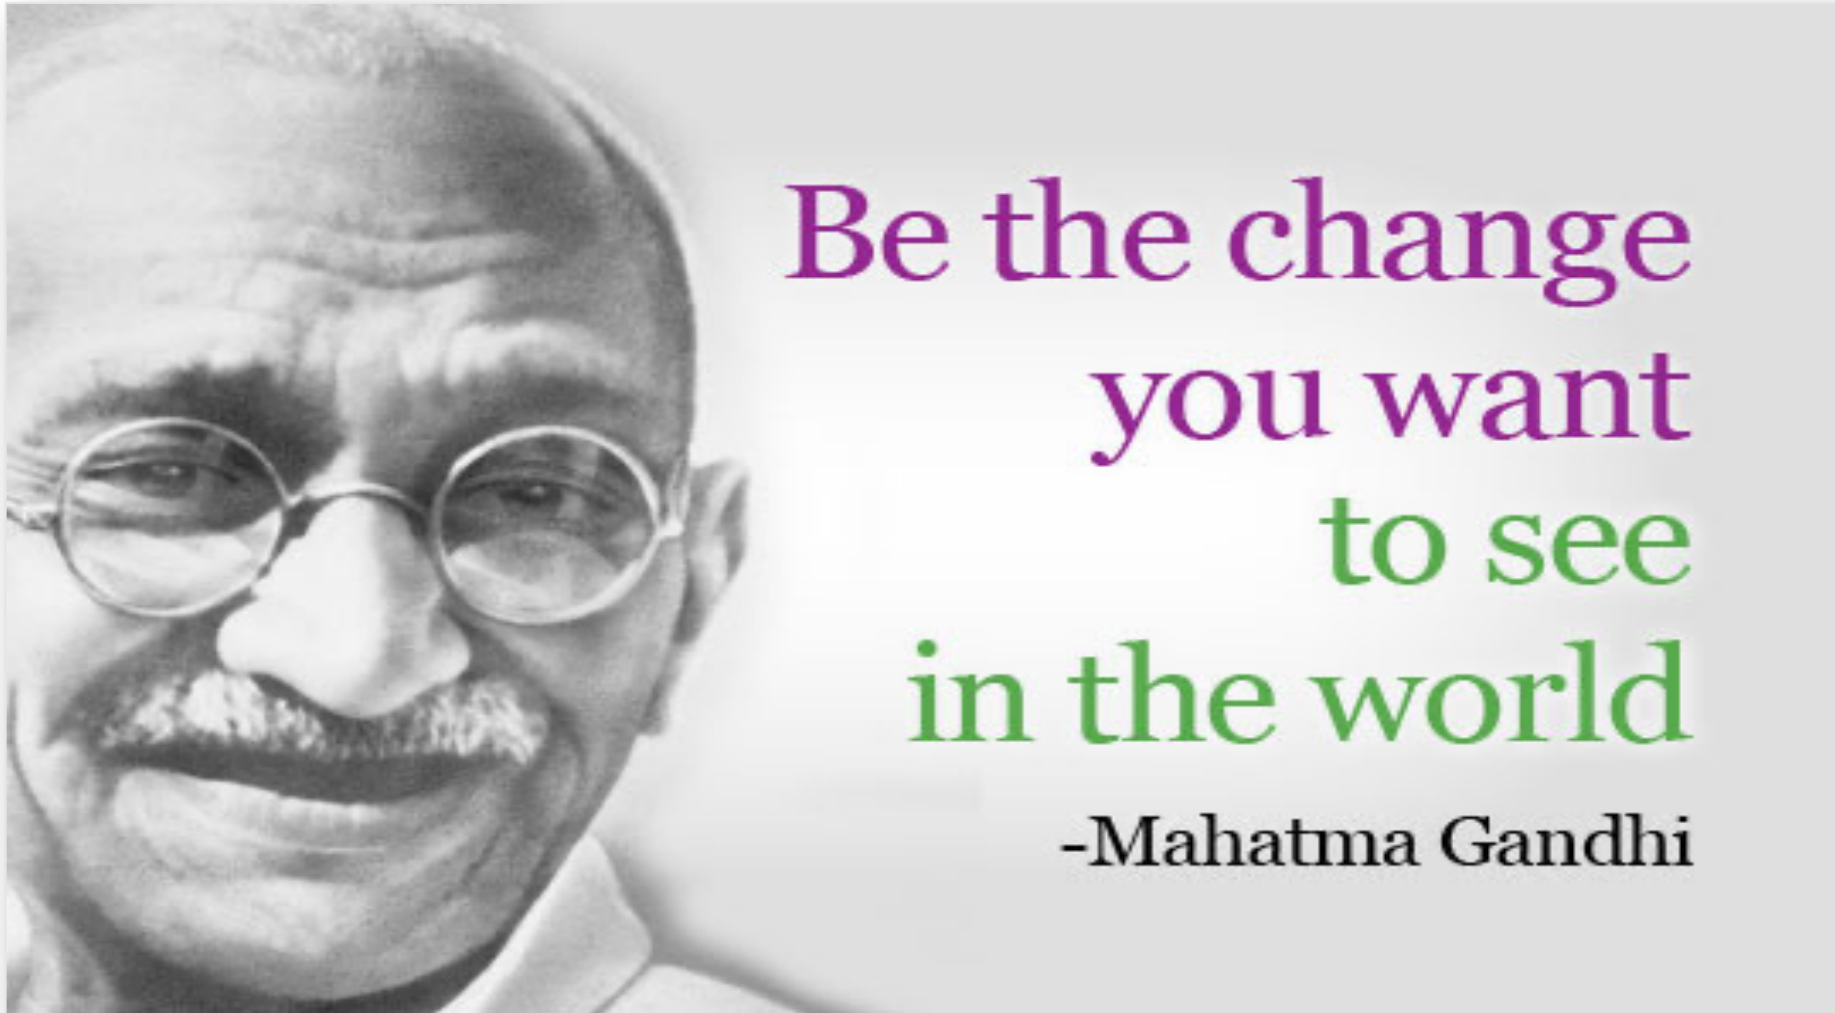 Be the change
you want
to see
in the world
-Mahatma Gandhi